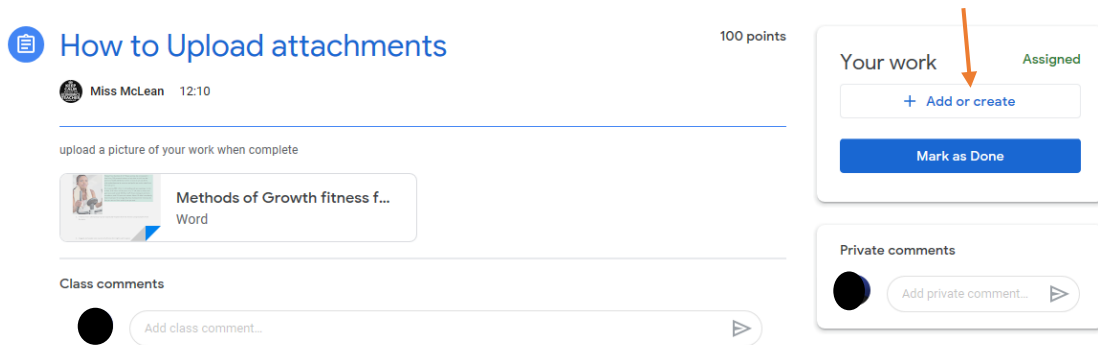 How to Upload attachments
100 points
Miss McLean 12:10
upload a picture of your work when complete
Methods of Growth fitness f...
Word
Class comments
Add class comment...
Your work
Assigned
+ Add or create
Mark as Done
Private comments
Add private comment...